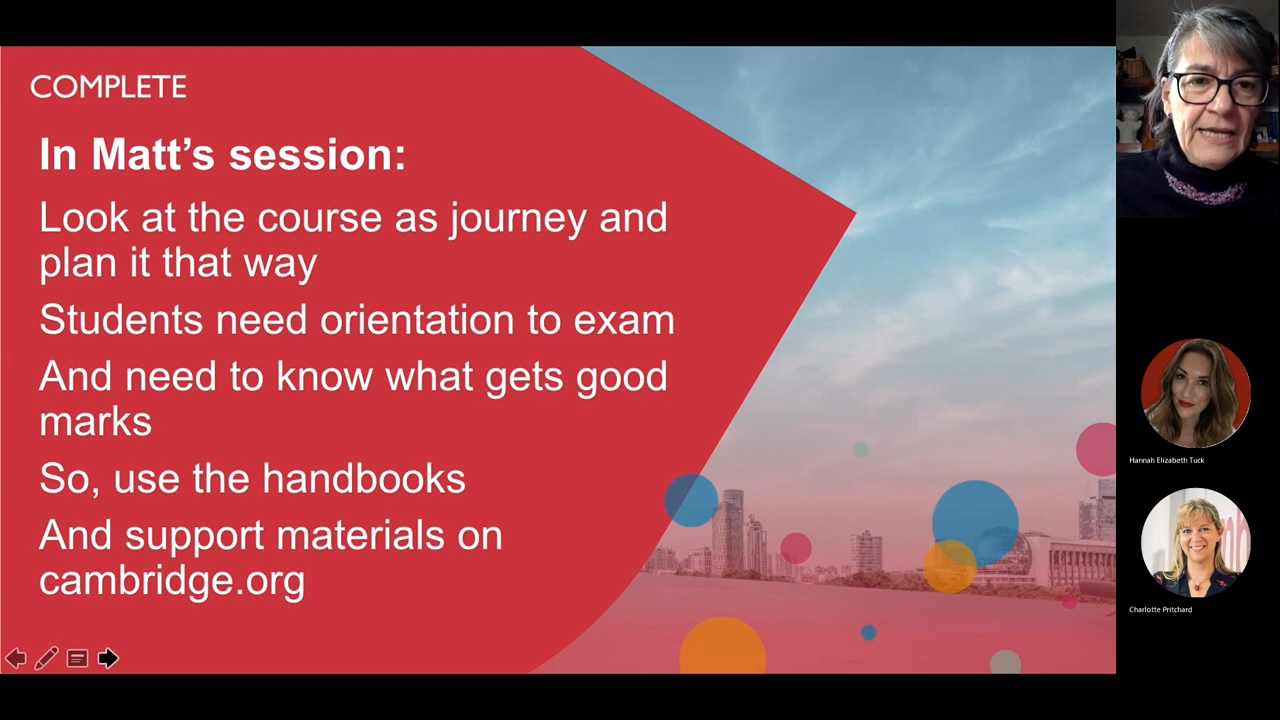 COMPLETE
In Matt's session:
Look at the course as journey and
plan it that way
Students need orientation to exam
And need to know what gets good
marks
So, use the handbooks
And support materials on
cambridge.org
Hannah Elizabeth Tuck
Charlotte Pritchard